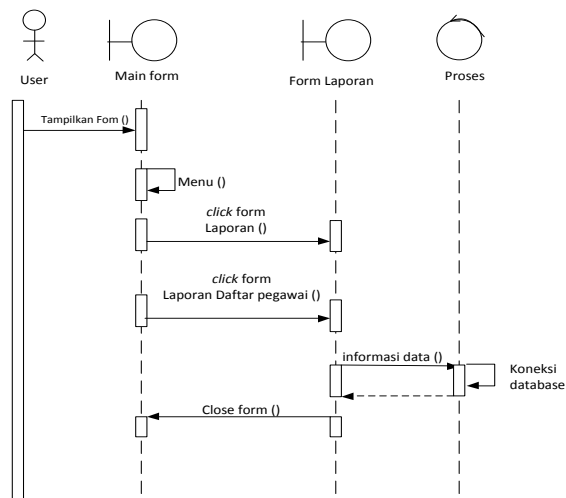 User
Main form
Form Laporan
Proses
Tampilkan Fom ()
Menu ()
click form
Laporan ()
click form
Laporan Daftar pegawai ()
informasi data ()
Koneksi
database
Close form ()